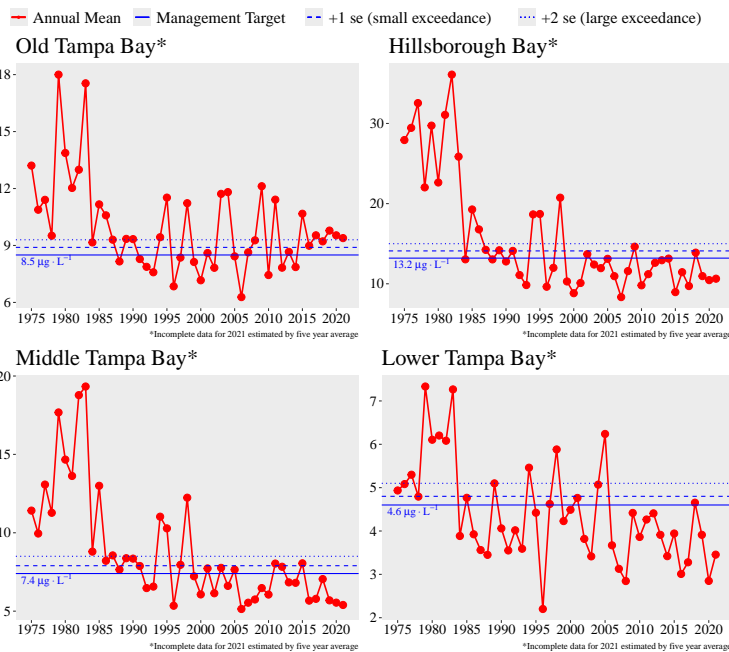 Annual Mean Management Target +1 se (small exceedance) +2 se (large exceedance)
Old Tampa Bay*
18
15
12
9
6
8.5 μg · L⁻¹
1975 1980 1985 1990 1995 2000 2005 2010 2015 2020
*Incomplete data for 2021 estimated by five year average
Hillsborough Bay*
30
20
10
13.2 μg · L⁻¹
1975 1980 1985 1990 1995 2000 2005 2010 2015 2020
*Incomplete data for 2021 estimated by five year average
Middle Tampa Bay*
20
15
10
5
7.4 μg · L⁻¹
1975 1980 1985 1990 1995 2000 2005 2010 2015 2020
*Incomplete data for 2021 estimated by five year average
Lower Tampa Bay*
7
6
5
4
3
2
4.6 μg · L⁻¹
1975 1980 1985 1990 1995 2000 2005 2010 2015 2020
*Incomplete data for 2021 estimated by five year average